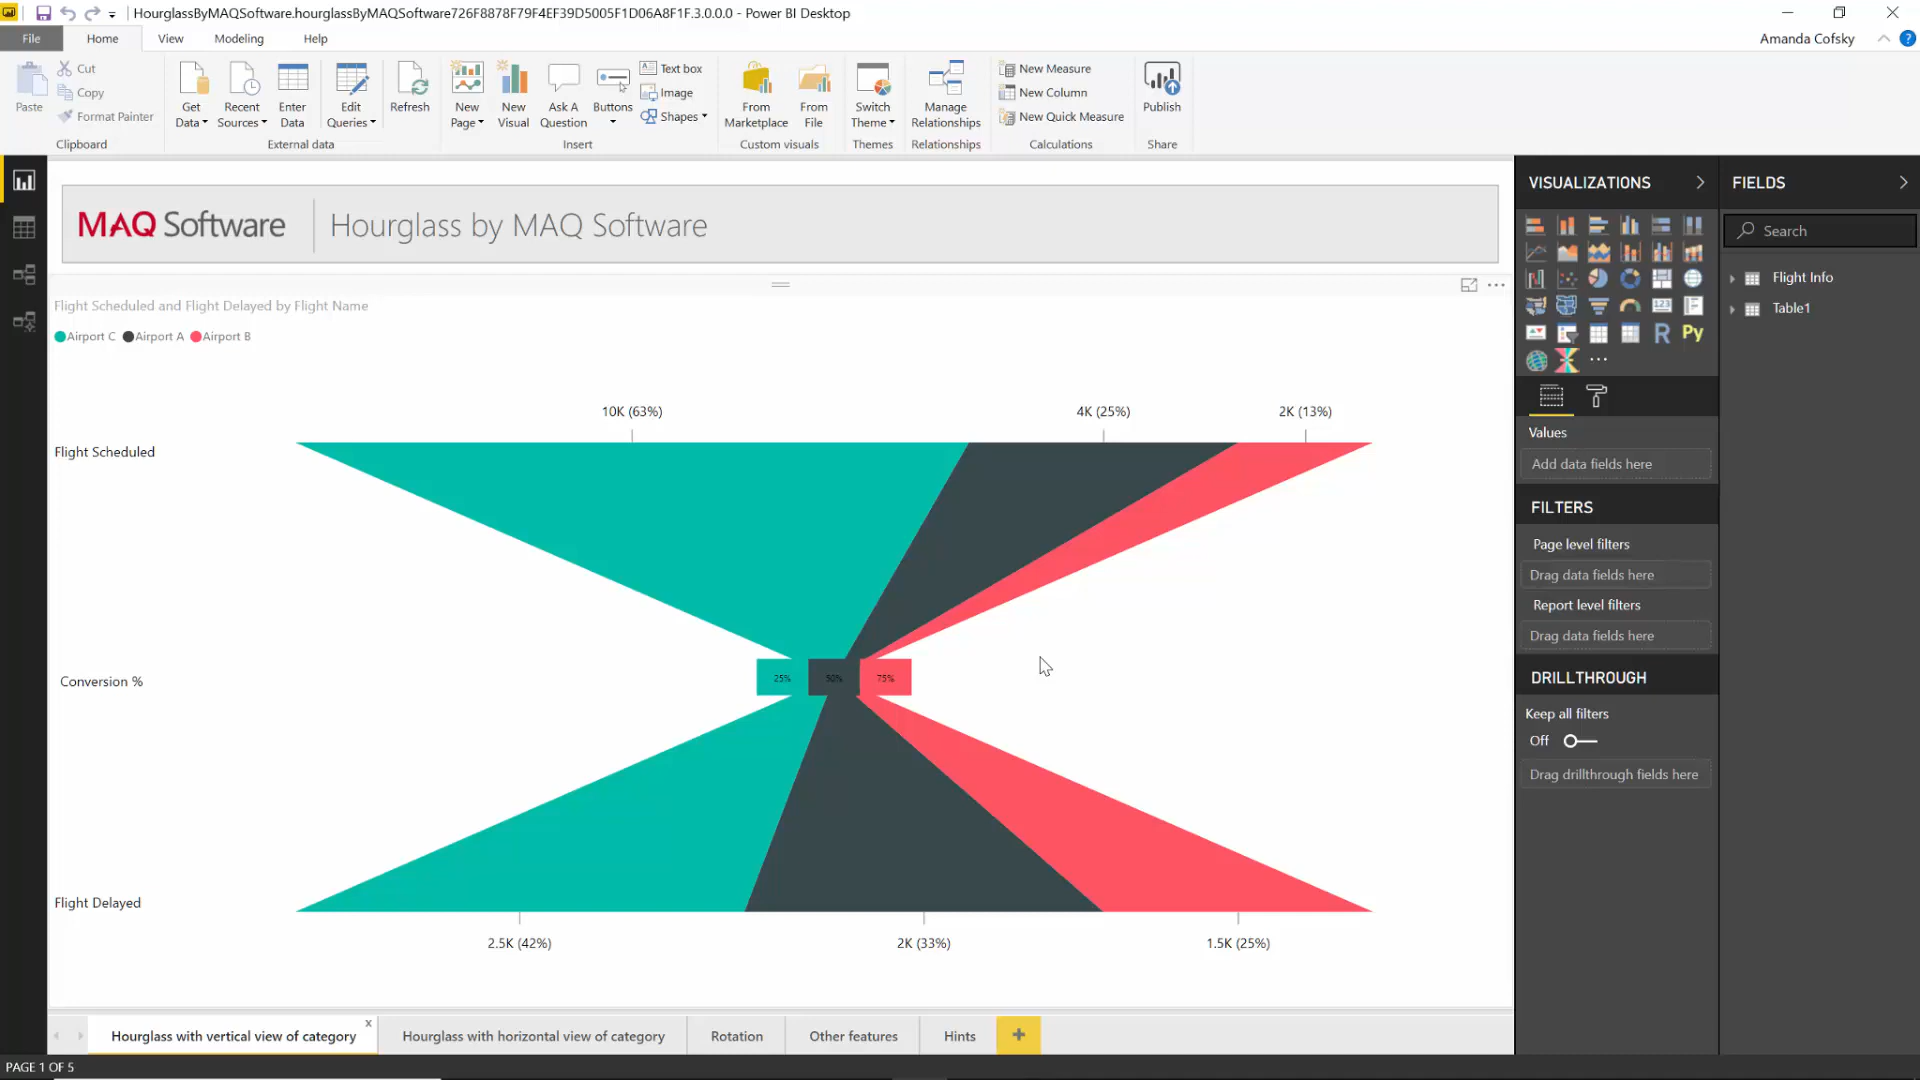 HourglassByMAQSoftware.hourglassByMAQSoftware726F8878F79F4EF39D5005F1D06A8F1F.3.0.0.0 - Power BI Desktop
File Home View Modeling Help Amanda Cofsky ?
Paste
Cut
Copy
Format Painter
Clipboard
Get Data
Recent Sources
Enter Data
Edit Queries
Refresh
External data
New Page
New Visual
Ask A Question
Buttons
Text box
Image
Shapes
Insert
From Marketplace
From File
Custom visuals
Switch Theme
Themes
Manage Relationships
Relationships
New Measure
New Column
New Quick Measure
Calculations
Publish
Share
MAQ Software Hourglass by MAQ Software
Flight Scheduled and Flight Delayed by Flight Name
Airport C Airport A Airport B
10K (63%) 4K (25%) 2K (13%)
Flight Scheduled
Conversion % 25% 50% 75%
Flight Delayed
2.5K (42%) 2K (33%) 1.5K (25%)
VISUALIZATIONS
123
R Py
Values
Add data fields here
FILTERS
Page level filters
Drag data fields here
Report level filters
Drag data fields here
DRILLTHROUGH
Keep all filters
Off
Drag drillthrough fields here
FIELDS
Search
Flight Info
Table1
Hourglass with vertical view of category x Hourglass with horizontal view of category Rotation Other features Hints +
PAGE 1 OF 5